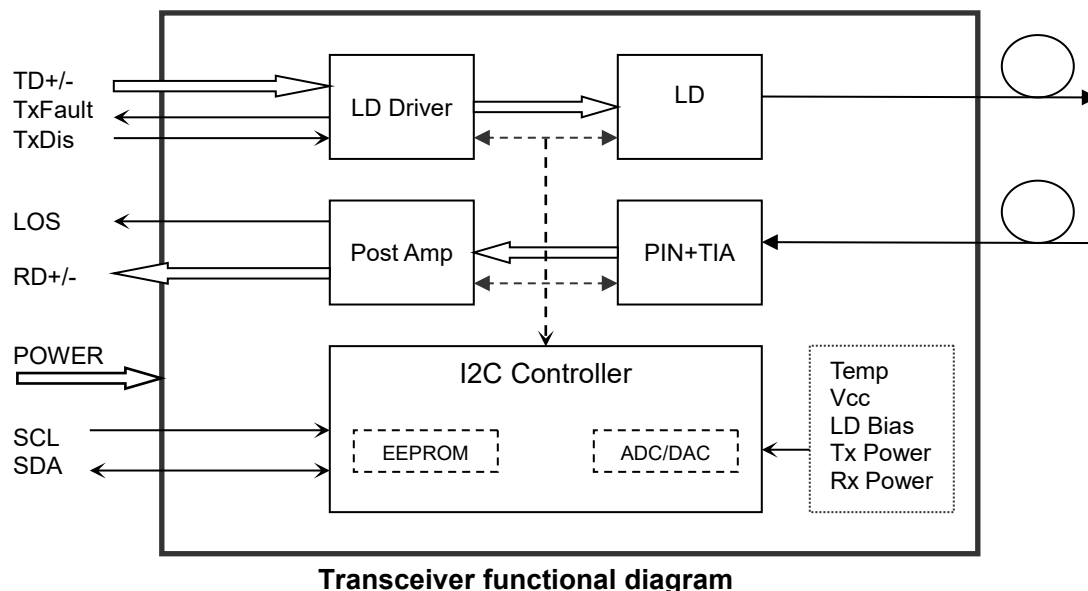 TD+/-
TxFault
TxDis
LD Driver
LD
LOS
RD+/-
Post Amp
PIN+TIA
POWER
SCL
SDA
I2C Controller
EEPROM
ADC/DAC
Temp
Vcc
LD Bias
Tx Power
Rx Power
Transceiver functional diagram